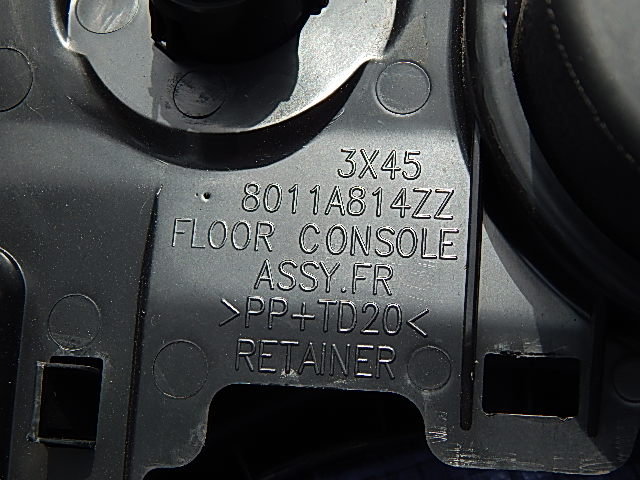 3X45
8011A814ZZ
FLOOR CONSOLE
ASSY.FR
>PP+TD20<
RETAINER